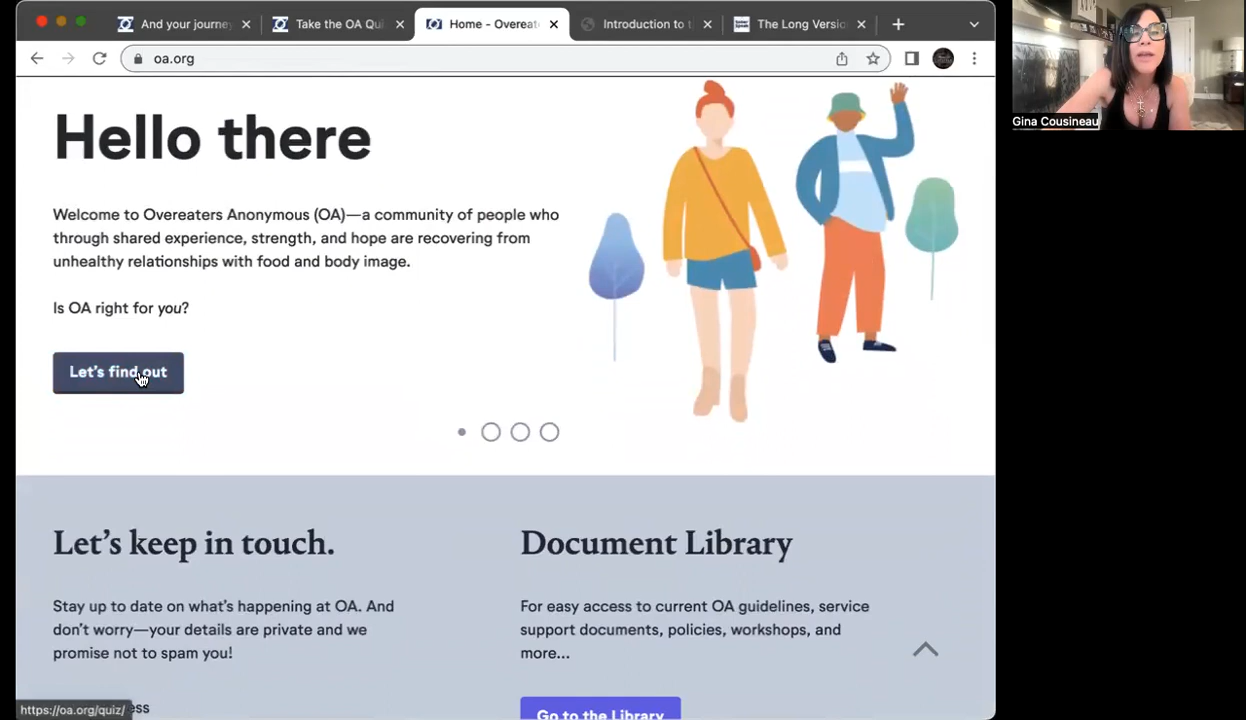 And your journey
Take the OA Qui
Home - Overeate
Introduction to t
The Long Versio
oa.org
Gina Cousineau
Hello there
Welcome to Overeaters Anonymous (OA)—a community of people who
through shared experience, strength, and hope are recovering from
unhealthy relationships with food and body image.
Is OA right for you?
Let's find out
Let's keep in touch.
Stay up to date on what's happening at OA. And
don't worry—your details are private and we
promise not to spam you!
ess
Document Library
For easy access to current OA guidelines, service
support documents, policies, workshops, and
more...
Go to the Library
https://oa.org/quiz/